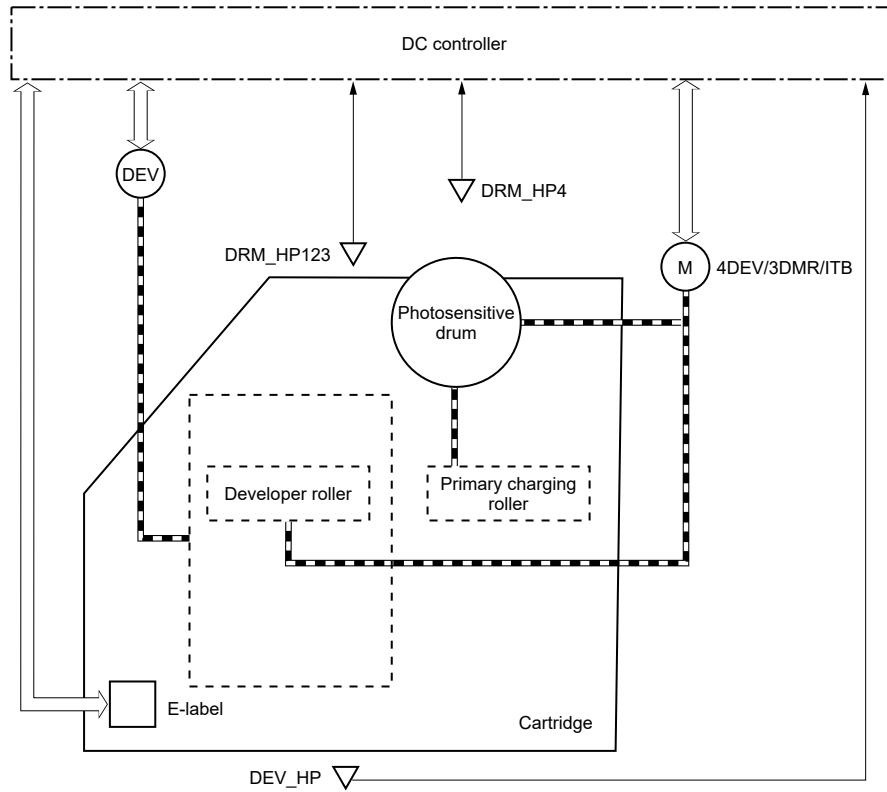 DC controller
DEV
DRM_HP4
DRM_HP123
M
4DEV/3DMR/ITB
Photosensitive
drum
Developer roller
Primary charging
roller
E-label
Cartridge
DEV_HP